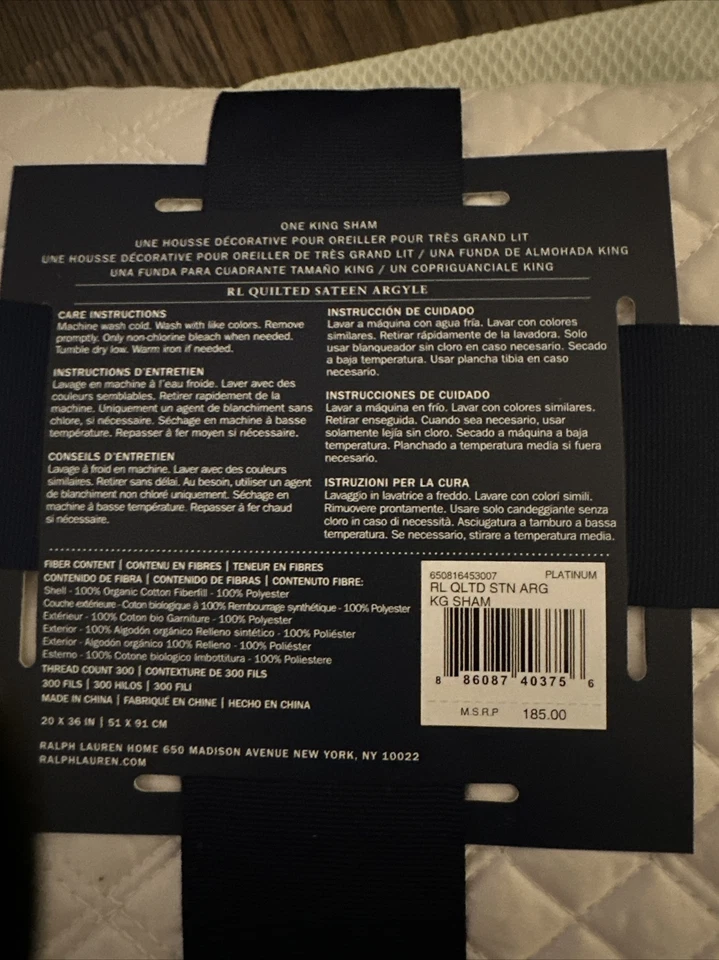 ONE KING SHAM
UNE HOUSSE DÉCORATIVE POUR OREILLER POUR TRÈS GRAND LIT
UNE HOUSSE DÉCORATIVE POUR OREILLER DE TRÈS GRAND LIT / UNA FUNDA DE ALMOHADA KING
UNA FUNDA PARA CUADRANTE TAMAÑO KING / UN COPRIGUANCIALE KING
RL QUILTED SATEEN ARGYLE
CARE INSTRUCTIONS
Machine wash cold. Wash with like colors. Remove
promptly. Only non-chlorine bleach when needed.
Tumble dry low. Warm iron if needed.
INSTRUCTIONS D'ENTRETIEN
Lavage en machine à l'eau froide. Laver avec des
couleurs semblables. Retirer rapidement de la
machine. Uniquement un agent de blanchiment sans
chlore, si nécessaire. Séchage en machine à basse
température. Repasser à fer moyen si nécessaire.
CONSEILS D'ENTRETIEN
Lavage à froid en machine. Laver avec des couleurs
similaires. Retirer sans délai. Au besoin, utiliser un agent
de blanchiment non chloré uniquement. Séchage en
machine à basse température. Repasser à fer chaud
si nécessaire.
INSTRUCCIÓN DE CUIDADO
Lavar a máquina con agua fría. Lavar con colores
similares. Retirar rápidamente de la lavadora. Solo
usar blanqueador sin cloro en caso necesario. Secado
a baja temperatura. Usar plancha tibia en caso
necesario.
INSTRUCCIONES DE CUIDADO
Lavar a máquina en frío. Lavar con colores similares.
Retirar enseguida. Cuando sea necesario, usar
solamente lejía sin cloro. Secado a máquina a baja
temperatura. Planchado a temperatura media si fuera
necesario.
ISTRUZIONI PER LA CURA
Lavaggio in lavatrice a freddo. Lavare con colori simili.
Rimuovere prontamente. Usare solo candeggiante senza
cloro in caso di necessità. Asciugatura a tamburo a bassa
temperatura. Se necessario, stirare a temperatura media.
FIBER CONTENT | CONTENU EN FIBRES | TENEUR EN FIBRES
CONTENIDO DE FIBRA | CONTENIDO DE FIBRAS | CONTENUTO FIBRE:
Shell - 100% Organic Cotton Fiberfill - 100% Polyester
Couche extérieure - Coton biologique à 100% Rembourrage synthétique - 100% Polyester
Extérieur - 100% Coton bio Garniture - 100% Polyester
Exterior - 100% Algodón orgánico Relleno sintético - 100% Poliéster
Exterior - Algodón orgánico 100% Relleno - 100% Poliéster
Esterno - 100% Cotone biologico Imbottitura - 100% Poliestere
THREAD COUNT 300 | CONTEXTURE DE 300 FILS
300 FILS | 300 HILOS | 300 FILI
MADE IN CHINA | FABRIQUÉ EN CHINE | HECHO EN CHINA
20 X 36 IN | 51 X 91 CM
RALPH LAUREN HOME 650 MADISON AVENUE NEW YORK, NY 10022
RALPHLAUREN.COM
650816453007 PLATINUM
RL QLTD STN ARG
KG SHAM
8 86087 40375 6
M.S.R.P 185.00